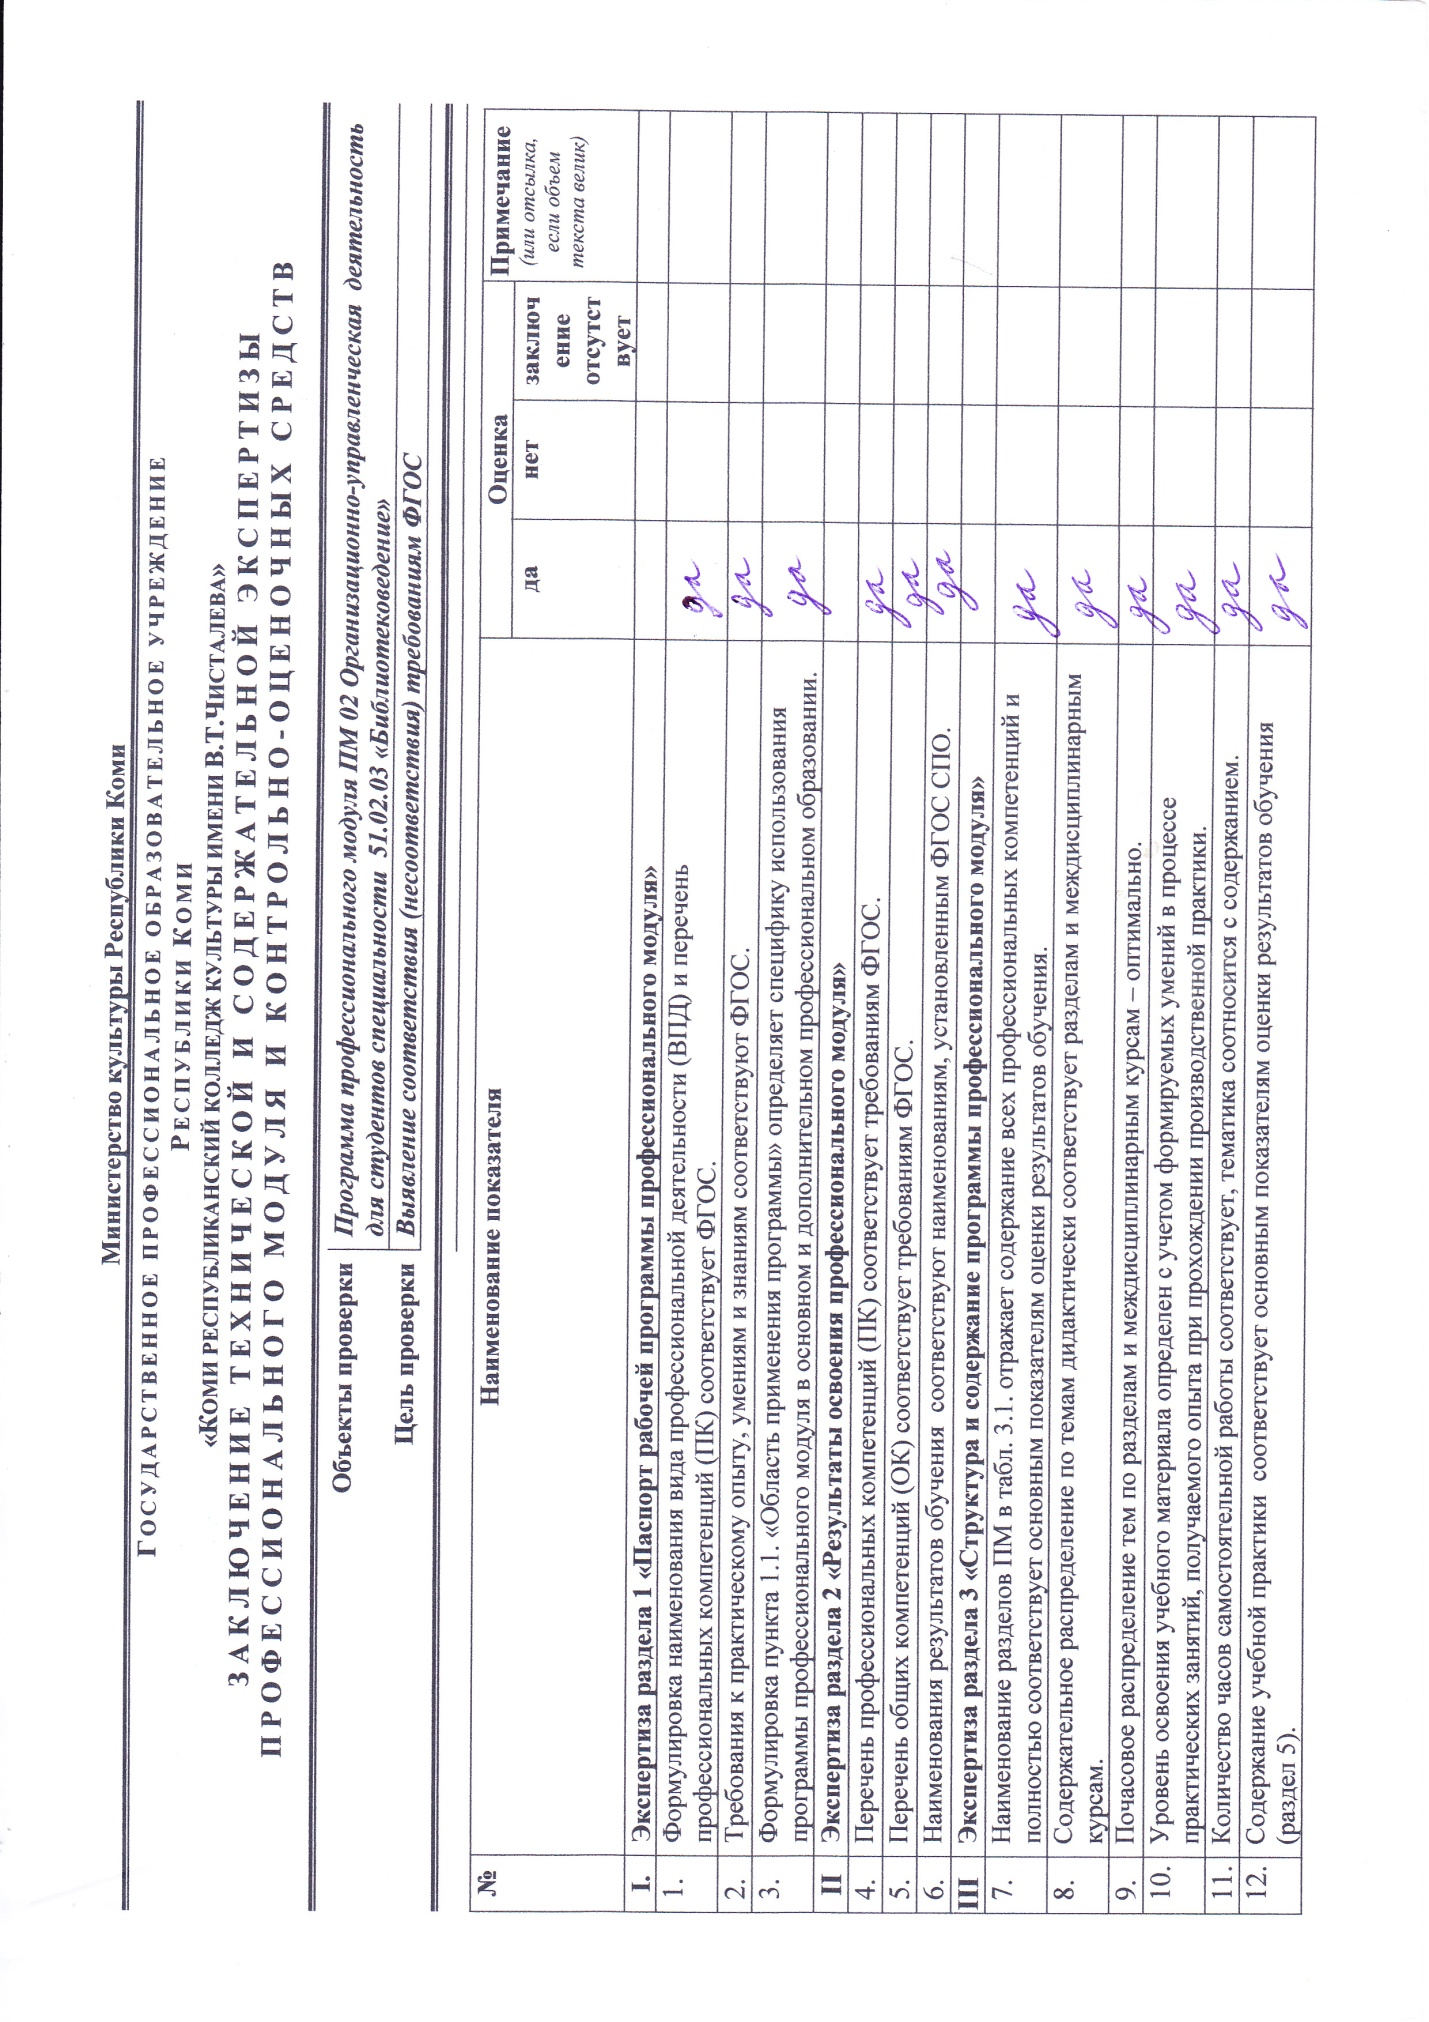 Министерство культуры Республики Коми
ГОСУДАРСТВЕННОЕ ПРОФЕССИОНАЛЬНОЕ ОБРАЗОВАТЕЛЬНОЕ УЧРЕЖДЕНИЕ
РЕСПУБЛИКИ КОМИ
«КОМИ РЕСПУБЛИКАНСКИЙ КОЛЛЕДЖ КУЛЬТУРЫ ИМЕНИ В.Т.ЧИСТАЛЕВА»
ЗАКЛЮЧЕНИЕ ТЕХНИЧЕСКОЙ И СОДЕРЖАТЕЛЬНОЙ ЭКСПЕРТИЗЫ
ПРОФЕССИОНАЛЬНОГО МОДУЛЯ И КОНТРОЛЬНО-ОЦЕНОЧНЫХ СРЕДСТВ
Объекты проверки Программа профессионального модуля ПМ 02 Организационно-управленческая деятельность
для студентов специальности 51.02.03 «Библиотековедение»
Цель проверки Выявление соответствия (несоответствия) требованиям ФГОС
№ Наименование показателя Оценка Примечание
(или отсылка,
если объем
текста велик)
да нет заключ
ение
отсутст
вует
I. Экспертиза раздела 1 «Паспорт рабочей программы профессионального модуля»
1. Формулировка наименования вида профессиональной деятельности (ВПД) и перечень
профессиональных компетенций (ПК) соответствует ФГОС. да
2. Требования к практическому опыту, умениям и знаниям соответствуют ФГОС. да
3. Формулировка пункта 1.1. «Область применения программы» определяет специфику использования
программы профессионального модуля в основном и дополнительном профессиональном образовании. да
II Экспертиза раздела 2 «Результаты освоения профессионального модуля»
4. Перечень профессиональных компетенций (ПК) соответствует требованиям ФГОС. да
5. Перечень общих компетенций (ОК) соответствует требованиям ФГОС. да
6. Наименования результатов обучения соответствуют наименованиям, установленным ФГОС СПО. да
III Экспертиза раздела 3 «Структура и содержание программы профессионального модуля»
7. Наименование разделов ПМ в табл. 3.1. отражает содержание всех профессиональных компетенций и
полностью соответствует основным показателям оценки результатов обучения. да
8. Содержательное распределение по темам дидактически соответствует разделам и междисциплинарным
курсам. да
9. Почасовое распределение тем по разделам и междисциплинарным курсам – оптимально. да
10. Уровень освоения учебного материала определен с учетом формируемых умений в процессе
практических занятий, получаемого опыта при прохождении производственной практики. да
11. Количество часов самостоятельной работы соответствует, тематика соотносится с содержанием. да
12. Содержание учебной практики соответствует основным показателям оценки результатов обучения
(раздел 5). да